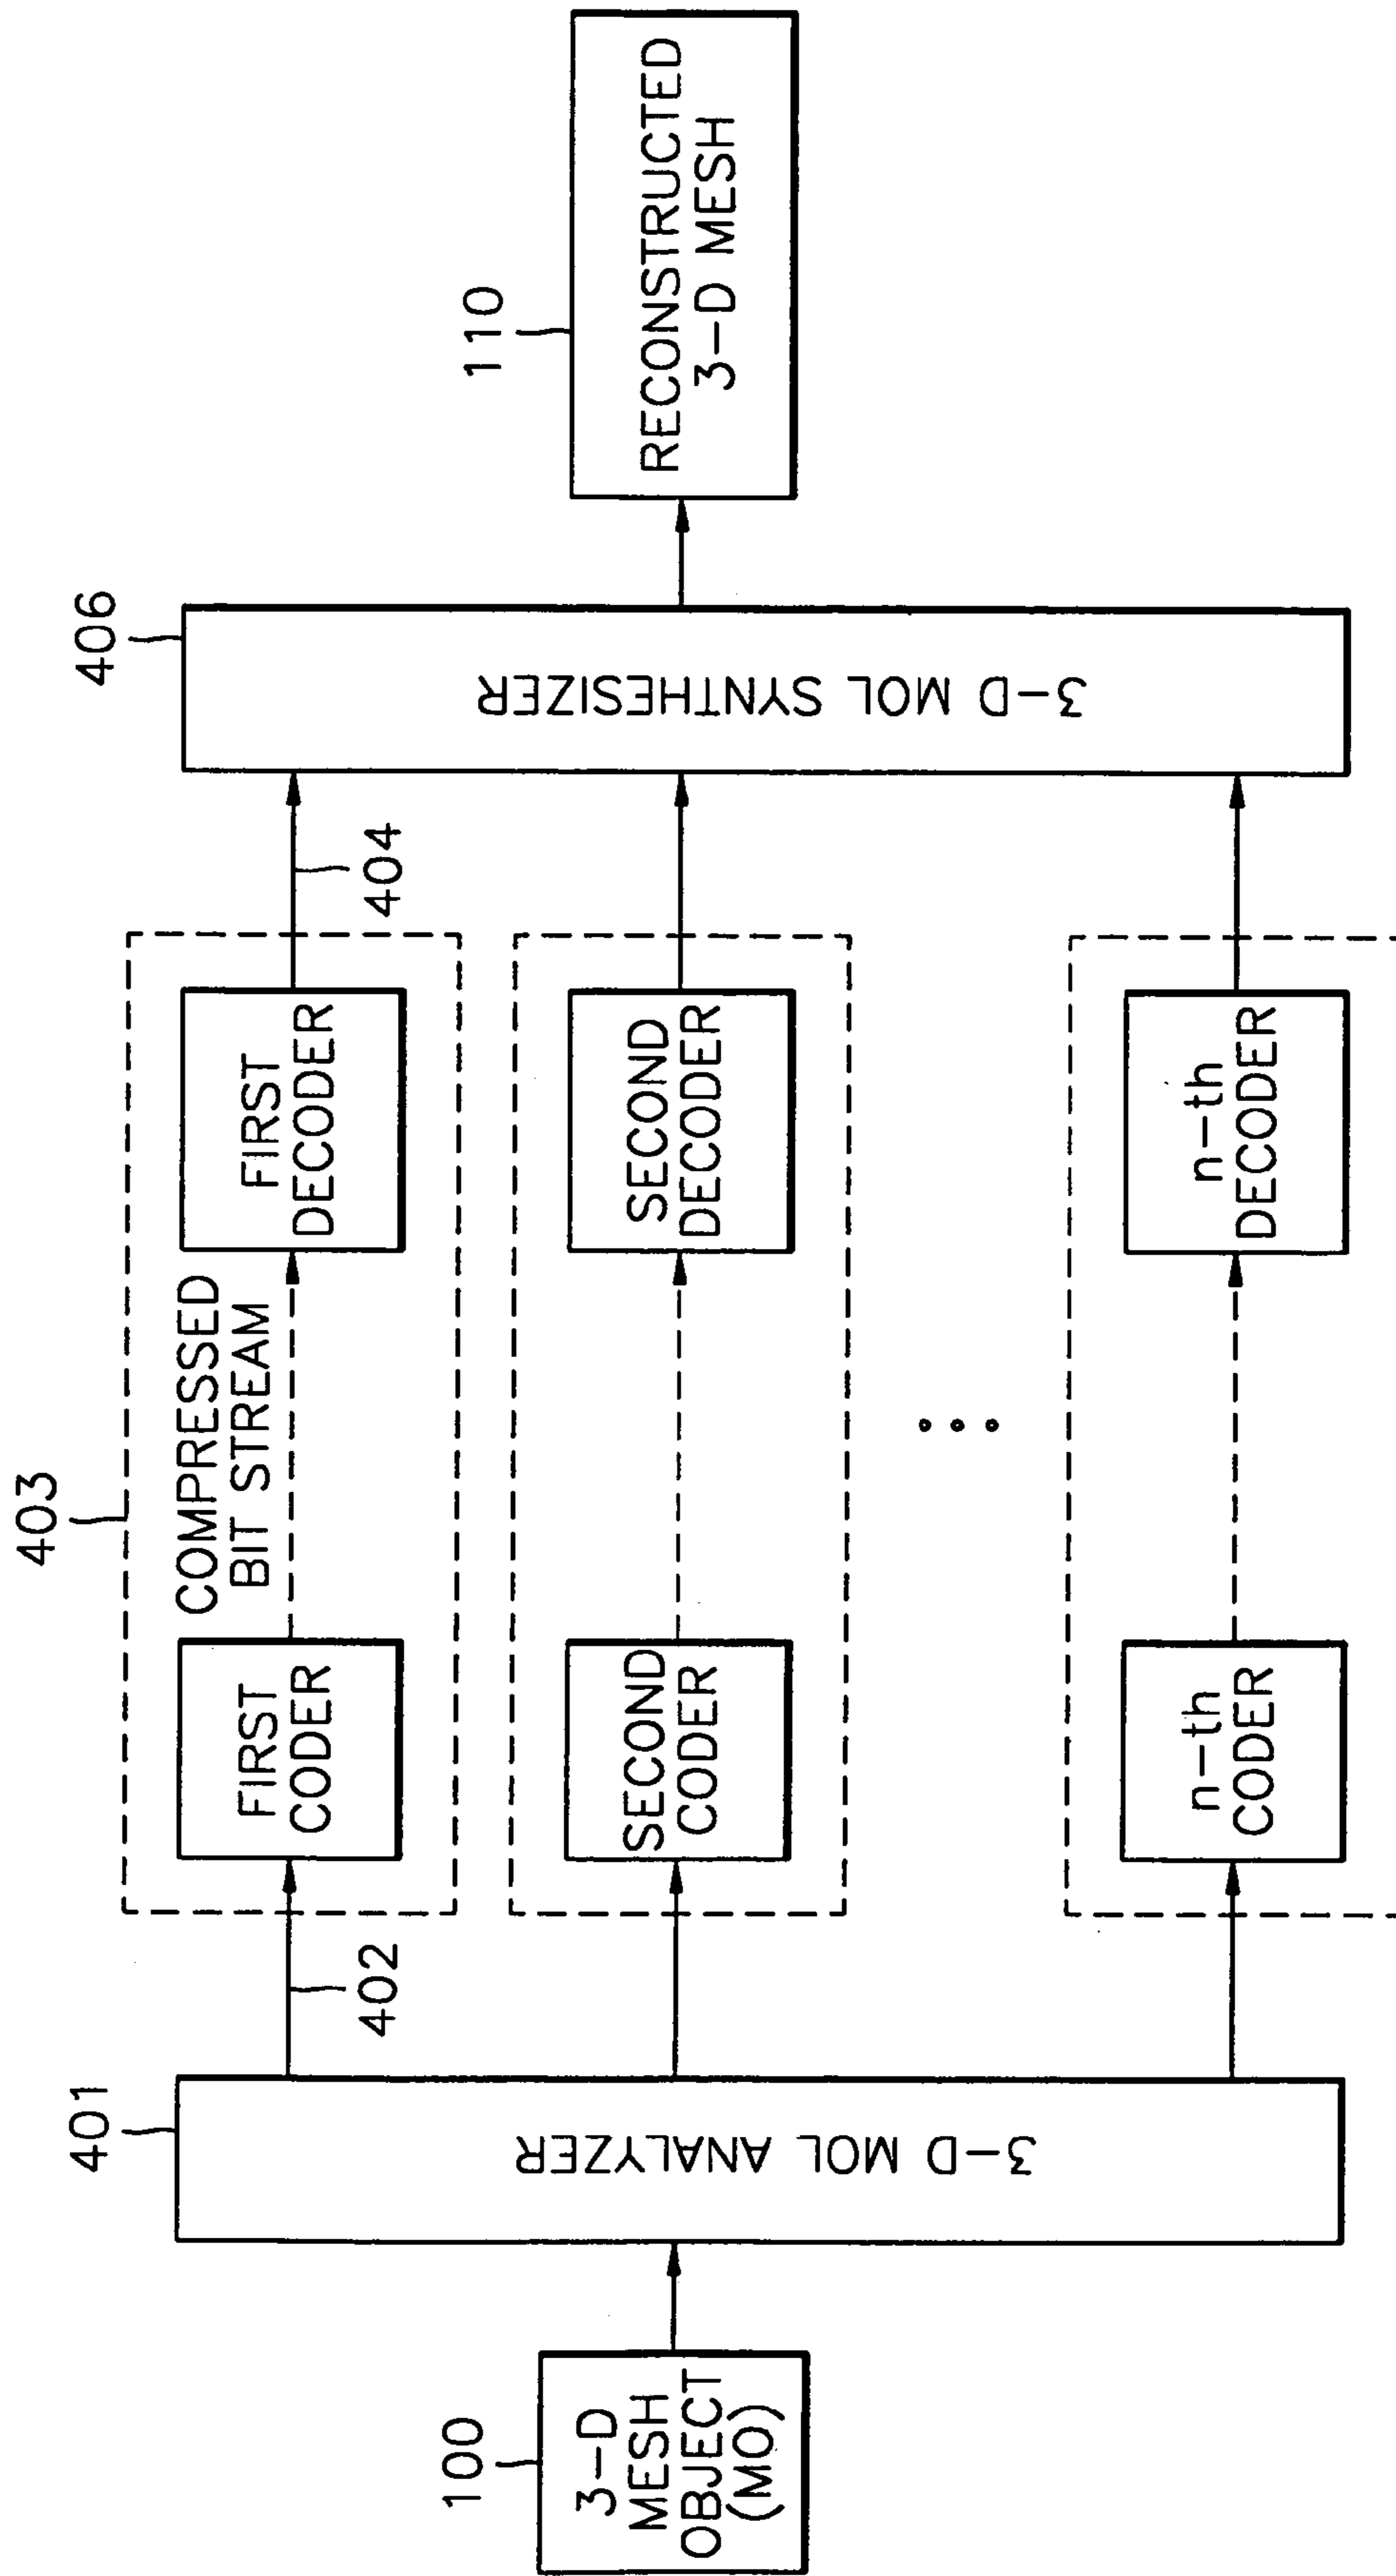 100
3-D
MESH
OBJECT
(MO)
401
3-D MOL ANALYZER
402
403
FIRST
CODER
COMPRESSED
BIT STREAM
FIRST
DECODER
SECOND
CODER
SECOND
DECODER
n-th
CODER
n-th
DECODER
404
406
3-D MOL SYNTHESIZER
110
RECONSTRUCTED
3-D MESH